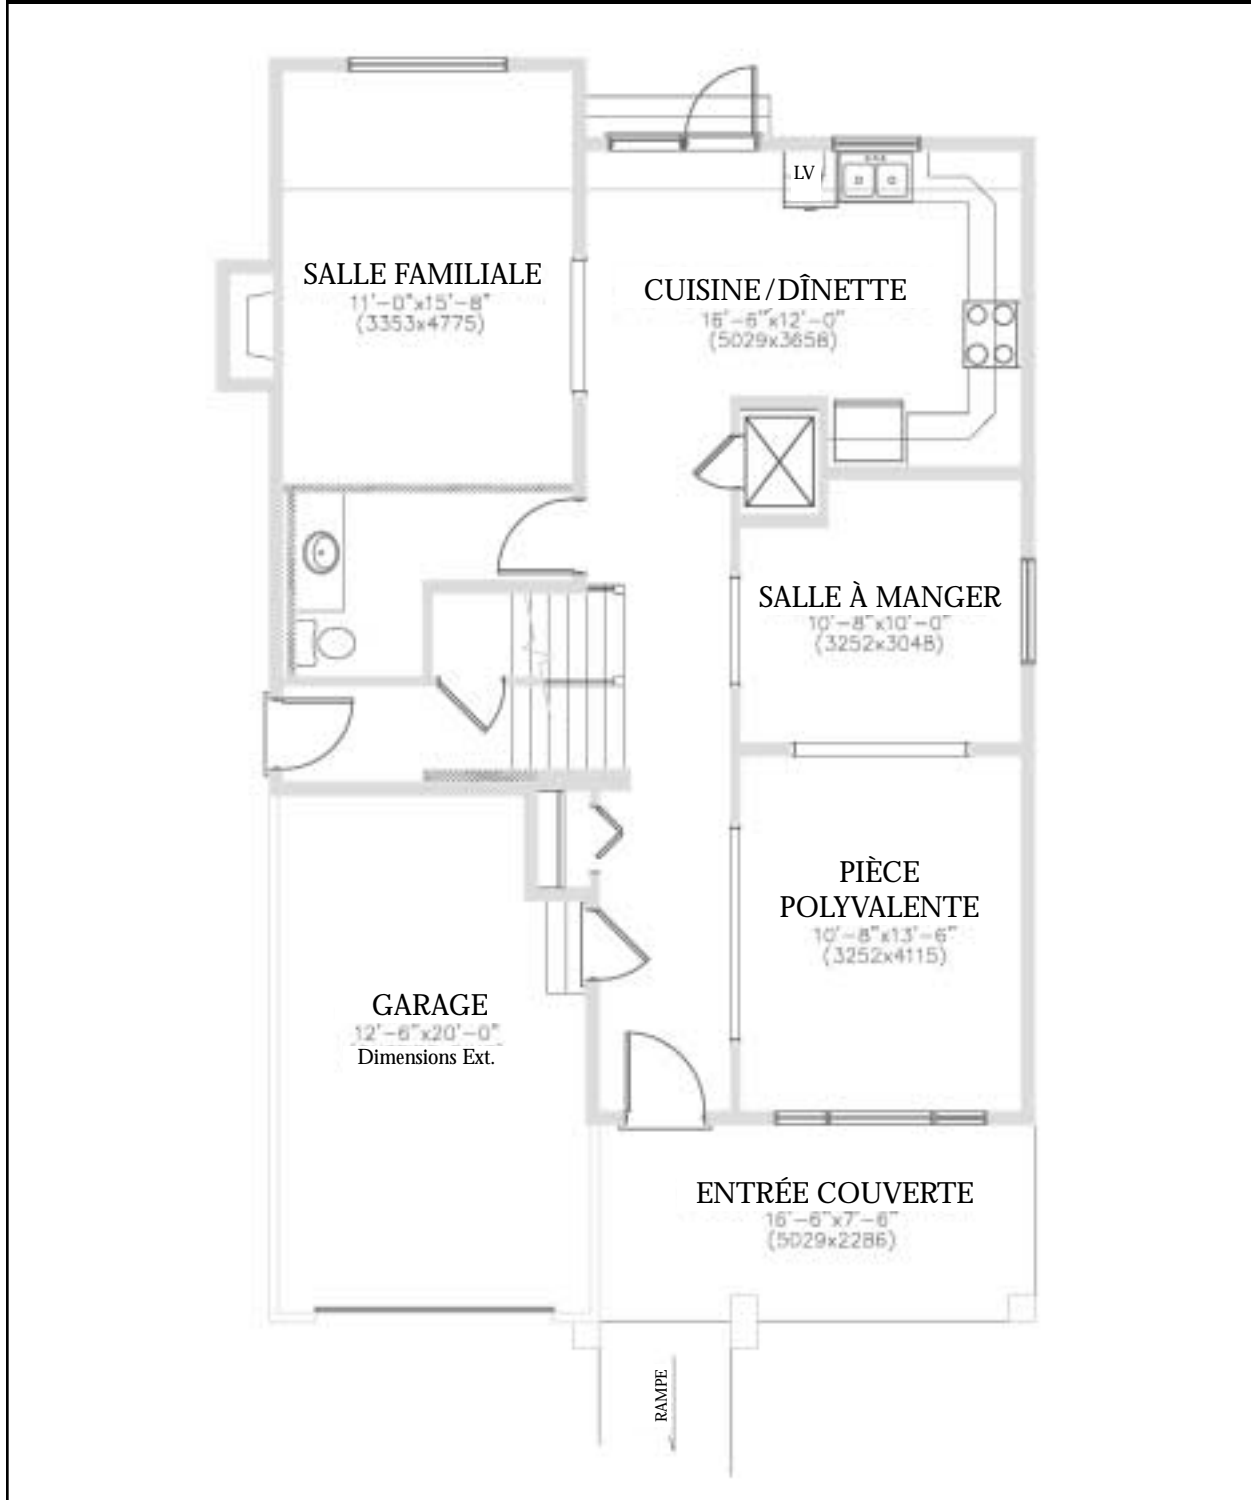 LV
SALLE FAMILIALE
11'-0"x15'-8"
(3353x4775)
CUISINE/DÎNETTE
16'-6"x12'-0"
(5029x3658)
SALLE À MANGER
10'-8"x10'-0"
(3252x3048)
PIÈCE
POLYVALENTE
10'-8"x13'-6"
(3252x4115)
GARAGE
12'-6"x20'-0"
Dimensions Ext.
ENTRÉE COUVERTE
16'-6"x7'-6"
(5029x2286)
RAMPE